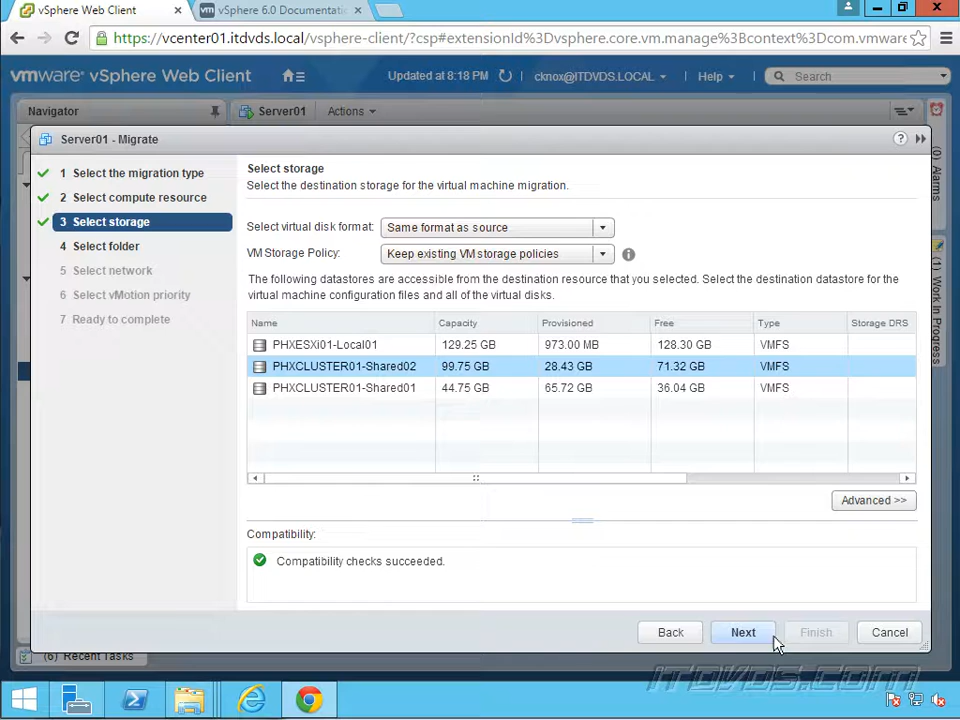 vSphere Web Client
vSphere 6.0 Documentatio
https://vcenter01.itdvds.local/vsphere-client/?csp#extensionId%3Dvsphere.core.vm.manage%3Bcontext%3Dcom.vmware
vmware® vSphere Web Client
Updated at 8:18 PM
cknox@ITDVDS.LOCAL
Help
Search
Navigator
Server01
Actions
Server01 - Migrate
1 Select the migration type
2 Select compute resource
3 Select storage
4 Select folder
5 Select network
6 Select vMotion priority
7 Ready to complete
Select storage
Select the destination storage for the virtual machine migration.
Select virtual disk format: Same format as source
VM Storage Policy: Keep existing VM storage policies
The following datastores are accessible from the destination resource that you selected. Select the destination datastore for the
virtual machine configuration files and all of the virtual disks.
Name Capacity Provisioned Free Type Storage DRS
PHXESXi01-Local01 129.25 GB 973.00 MB 128.30 GB VMFS
PHXCLUSTER01-Shared02 99.75 GB 28.43 GB 71.32 GB VMFS
PHXCLUSTER01-Shared01 44.75 GB 65.72 GB 36.04 GB VMFS
Advanced >>
Compatibility:
Compatibility checks succeeded.
Back Next Finish Cancel
(0) Alarms
(1) Work In Progress
(6) Recent Tasks
ITDVDS.COM